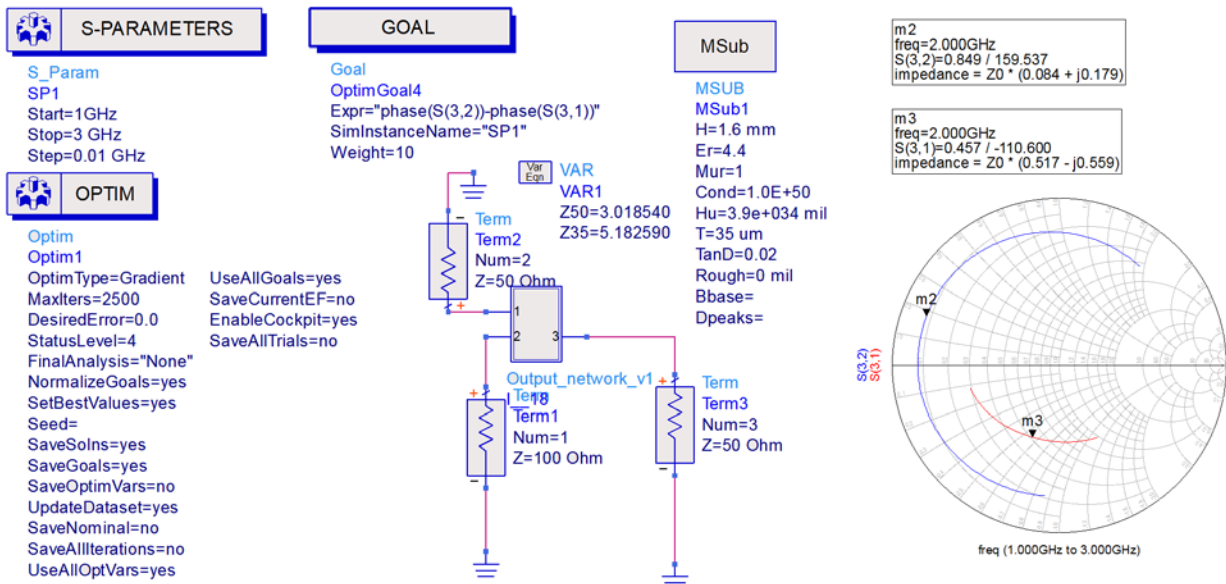 S-PARAMETERS
S_Param
SP1
Start=1GHz
Stop=3 GHz
Step=0.01 GHz
OPTIM
Optim
Optim1
OptimType=Gradient
MaxIters=2500
DesiredError=0.0
StatusLevel=4
FinalAnalysis="None"
NormalizeGoals=yes
SetBestValues=yes
Seed=
SaveSolns=yes
SaveGoals=yes
SaveOptimVars=no
UpdateDataset=yes
SaveNominal=no
SaveAllIterations=no
UseAllOptVars=yes
UseAllGoals=yes
SaveCurrentEF=no
EnableCockpit=yes
SaveAllTrials=no
GOAL
Goal
OptimGoal4
Expr="phase(S(3,2))-phase(S(3,1))"
SimInstanceName="SP1"
Weight=10
Var
Eqn
VAR
VAR1
Z50=3.018540
Z35=5.182590
Term
Term2
Num=2
Z=50 Ohm
1
2
3
Output_network_v1
I__18
Term
Term1
Num=1
Z=100 Ohm
Term
Term3
Num=3
Z=50 Ohm
MSub
MSUB
MSub1
H=1.6 mm
Er=4.4
Mur=1
Cond=1.0E+50
Hu=3.9e+034 mil
T=35 um
TanD=0.02
Rough=0 mil
Bbase=
Dpeaks=
m2
freq=2.000GHz
S(3,2)=0.849 / 159.537
impedance = Z0 * (0.084 + j0.179)
m3
freq=2.000GHz
S(3,1)=0.457 / -110.600
impedance = Z0 * (0.517 - j0.559)
m2
m3
S(3,2)
S(3,1)
freq (1.000GHz to 3.000GHz)